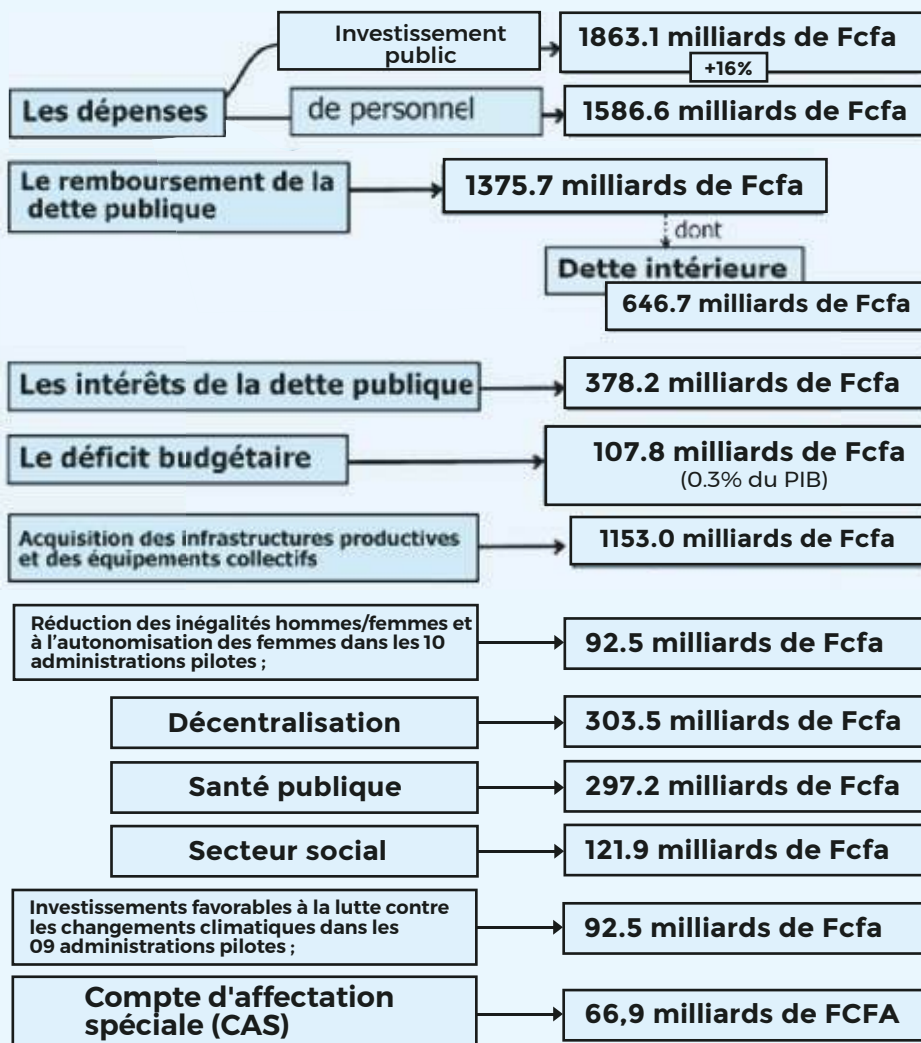 Investissement
public
1863.1 milliards de Fcfa
+16%
Les dépenses
de personnel
1586.6 milliards de Fcfa
Le remboursement de la
dette publique
1375.7 milliards de Fcfa
dont
Dette intérieure
646.7 milliards de Fcfa
Les intérêts de la dette publique
378.2 milliards de Fcfa
Le déficit budgétaire
107.8 milliards de Fcfa
(0.3% du PIB)
Acquisition des infrastructures productives
et des équipements collectifs
1153.0 milliards de Fcfa
Réduction des inégalités hommes/femmes et
à l'autonomisation des femmes dans les 10
administrations pilotes ;
92.5 milliards de Fcfa
Décentralisation
303.5 milliards de Fcfa
Santé publique
297.2 milliards de Fcfa
Secteur social
121.9 milliards de Fcfa
Investissements favorables à la lutte contre
les changements climatiques dans les
09 administrations pilotes ;
92.5 milliards de Fcfa
Compte d'affectation
spéciale (CAS)
66,9 milliards de FCFA